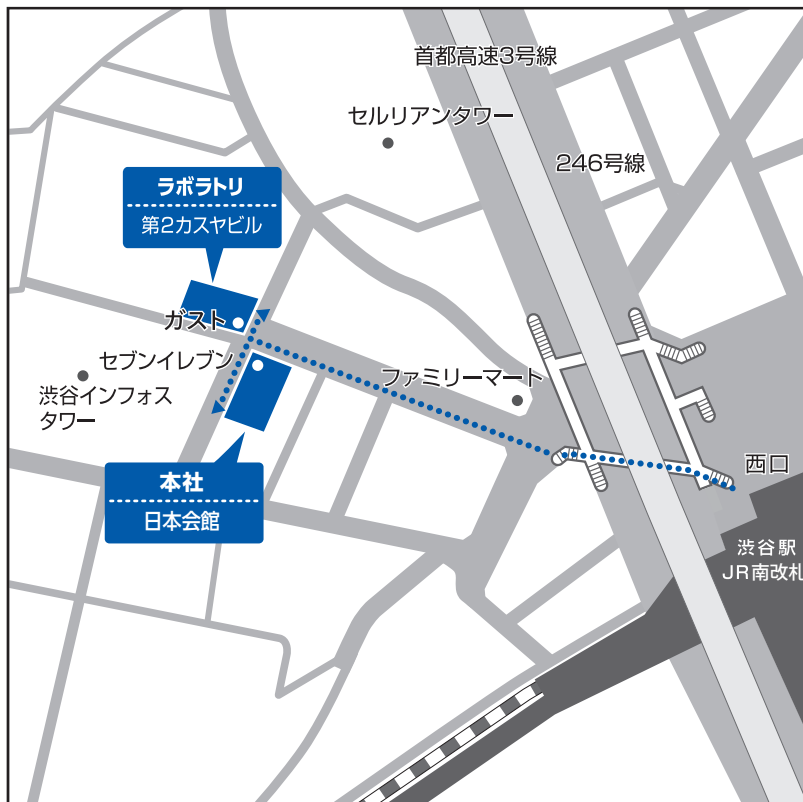 首都高速3号線
セルリアンタワー
246号線
ラボラトリ
第2カスヤビル
ガスト
セブンイレブン
渋谷インフォス
タワー
ファミリーマート
本社
日本会館
西口
渋谷駅
JR南改札